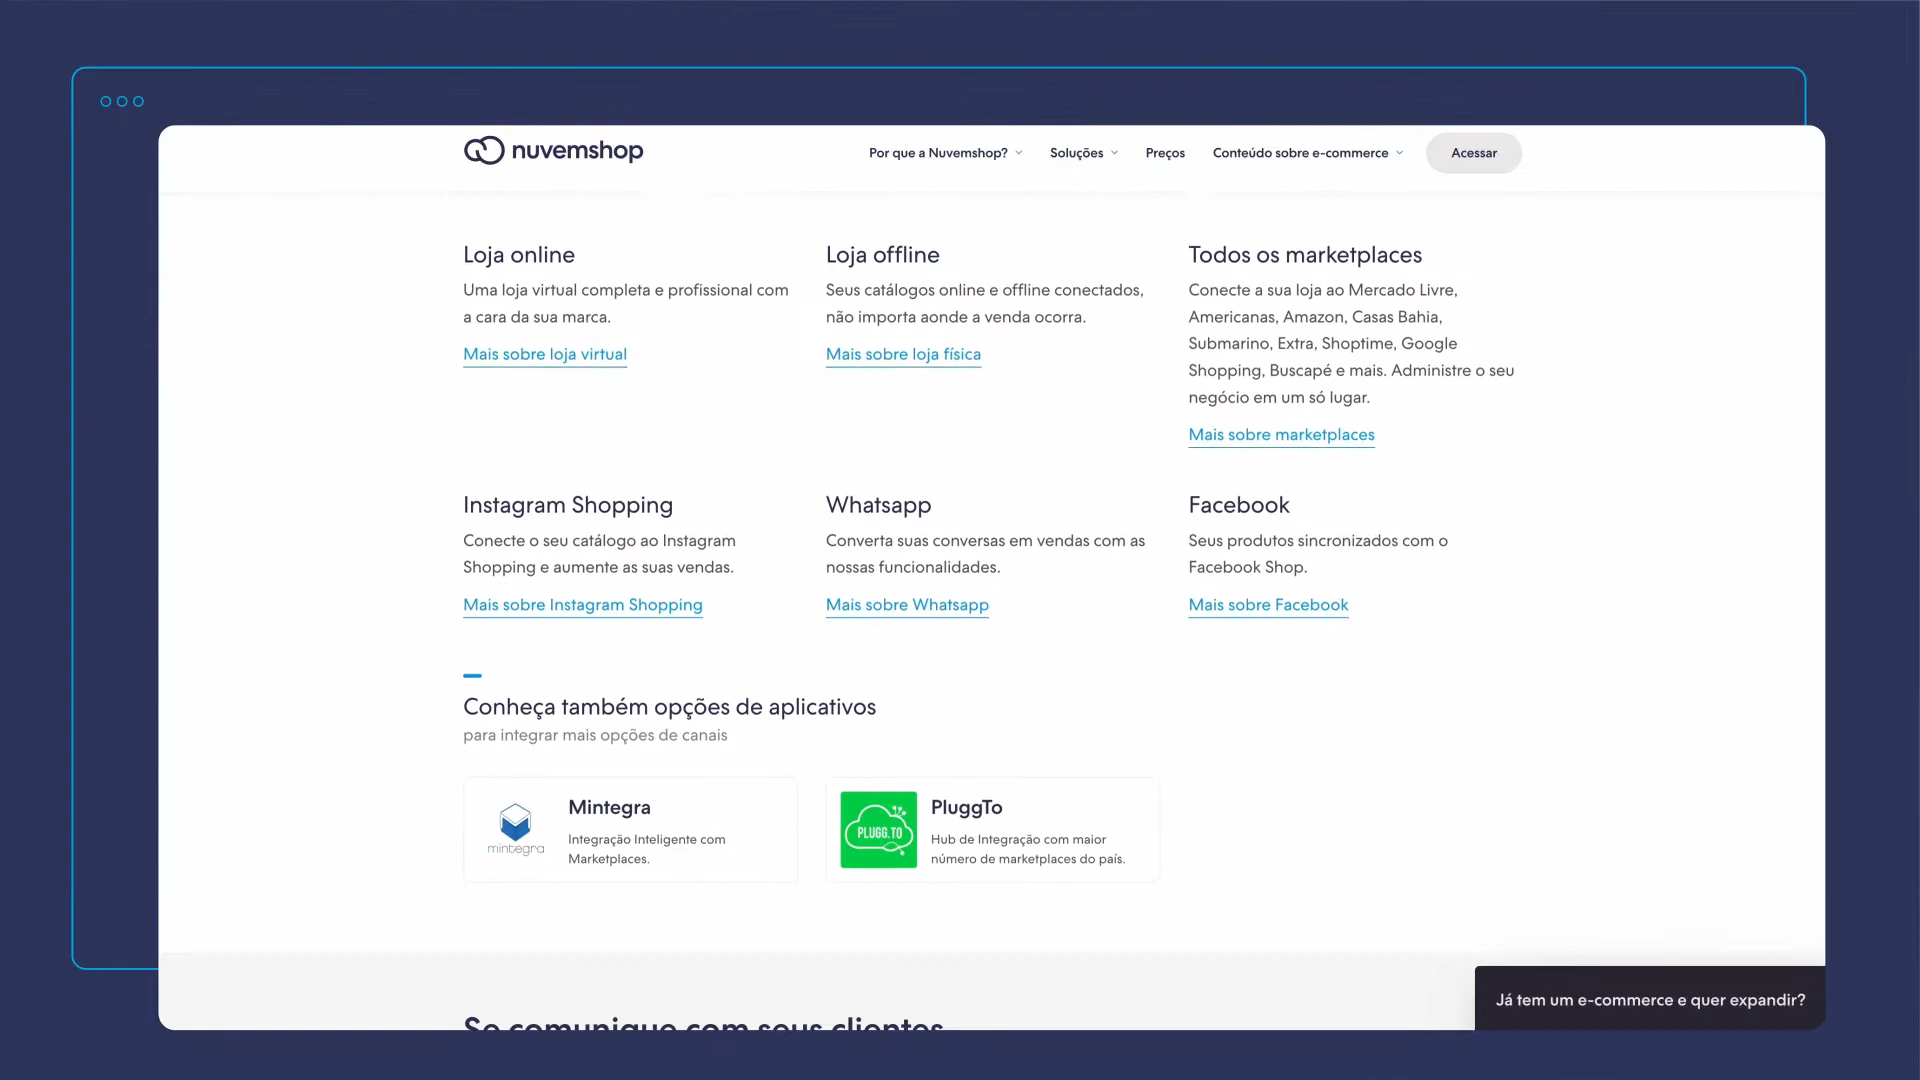 nuvemshop
Por que a Nuvemshop?
Soluções
Preços
Conteúdo sobre e-commerce
Acessar
Loja online
Uma loja virtual completa e profissional com
a cara da sua marca.
Mais sobre loja virtual
Loja offline
Seus catálogos online e offline conectados,
não importa aonde a venda ocorra.
Mais sobre loja física
Todos os marketplaces
Conecte a sua loja ao Mercado Livre,
Americanas, Amazon, Casas Bahia,
Submarino, Extra, Shoptime, Google
Shopping, Buscapé e mais. Administre o seu
negócio em um só lugar.
Mais sobre marketplaces
Instagram Shopping
Conecte o seu catálogo ao Instagram
Shopping e aumente as suas vendas.
Mais sobre Instagram Shopping
Whatsapp
Converta suas conversas em vendas com as
nossas funcionalidades.
Mais sobre Whatsapp
Facebook
Seus produtos sincronizados com o
Facebook Shop.
Mais sobre Facebook
Conheça também opções de aplicativos
para integrar mais opções de canais
mintegra
Mintegra
Integração Inteligente com
Marketplaces.
PLUGG.TO
PluggTo
Hub de Integração com maior
número de marketplaces do país.
Se comunique com seus clientes
Já tem um e-commerce e quer expandir?